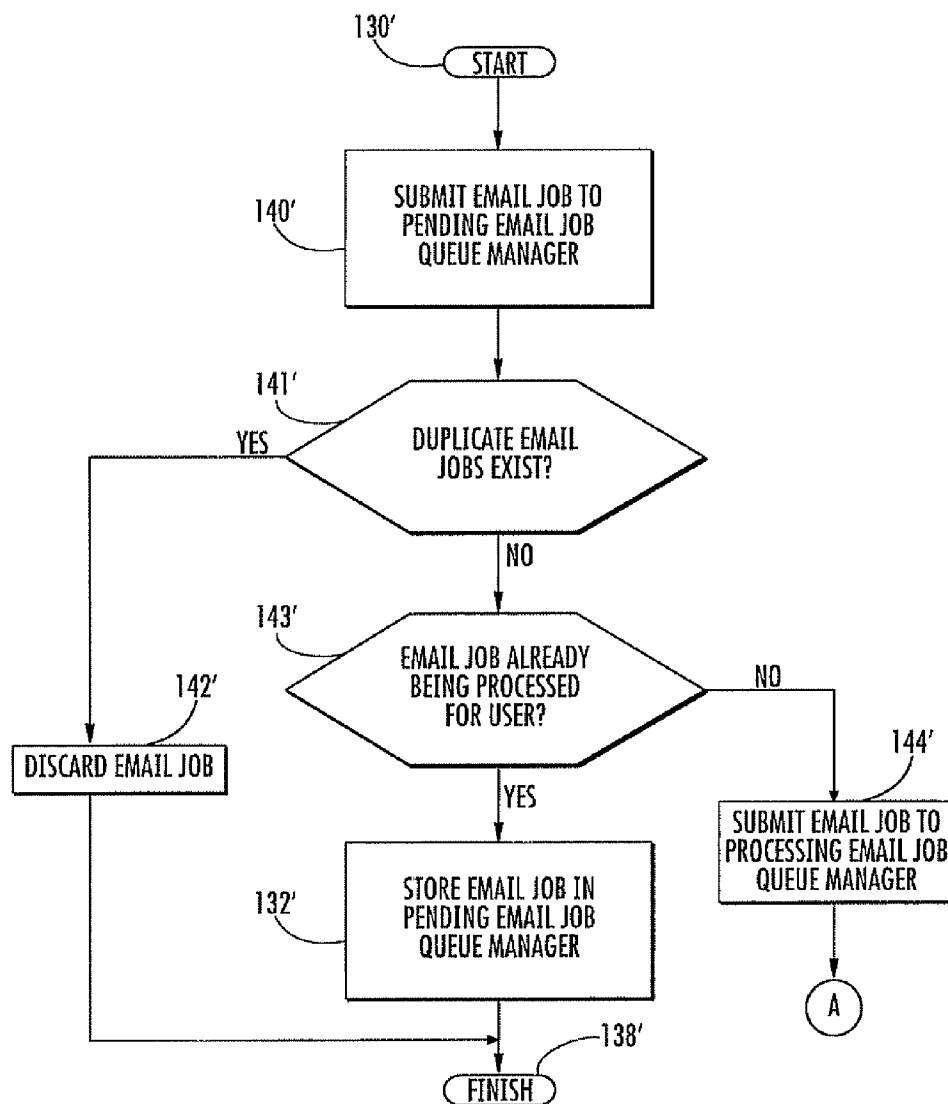 130′
START
140′
SUBMIT EMAIL JOB TO
PENDING EMAIL JOB
QUEUE MANAGER
141′
YES
DUPLICATE EMAIL
JOBS EXIST?
NO
143′
EMAIL JOB ALREADY
BEING PROCESSED
FOR USER?
NO
142′
DISCARD EMAIL JOB
YES
144′
SUBMIT EMAIL JOB TO
PROCESSING EMAIL JOB
QUEUE MANAGER
132′
STORE EMAIL JOB IN
PENDING EMAIL JOB
QUEUE MANAGER
A
138′
FINISH